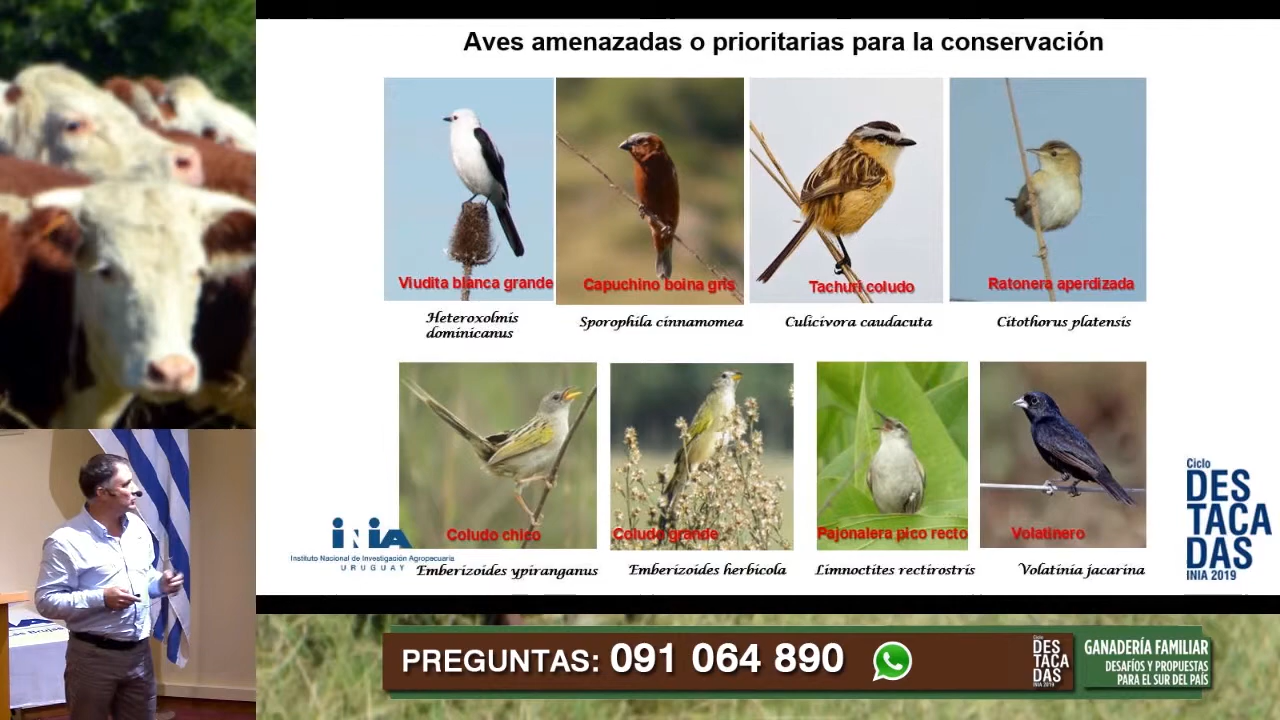 Aves amenazadas o prioritarias para la conservación
Viudita blanca grande
Capuchino boina gris
Tachuri coludo
Ratonera aperdizada
Heteroxolmis
dominicanus
Sporophila cinnamomea
Culicivora caudacuta
Citothorus platensis
Coludo chico
Coludo grande
Pajonalera pico recto
Volatinero
Emberizoides ypiranganus
Emberizoides herbicola
Limnoctites rectirostris
Volatinia jacarina
INIA
Instituto Nacional de Investigación Agropecuaria
URUGUAY
Ciclo
DES
TACA
DAS
INIA 2019
PREGUNTAS: 091 064 890
Ciclo
DES
TACA
DAS
INIA 2019
GANADERÍA FAMILIAR
DESAFÍOS Y PROPUESTAS
PARA EL SUR DEL PAÍS